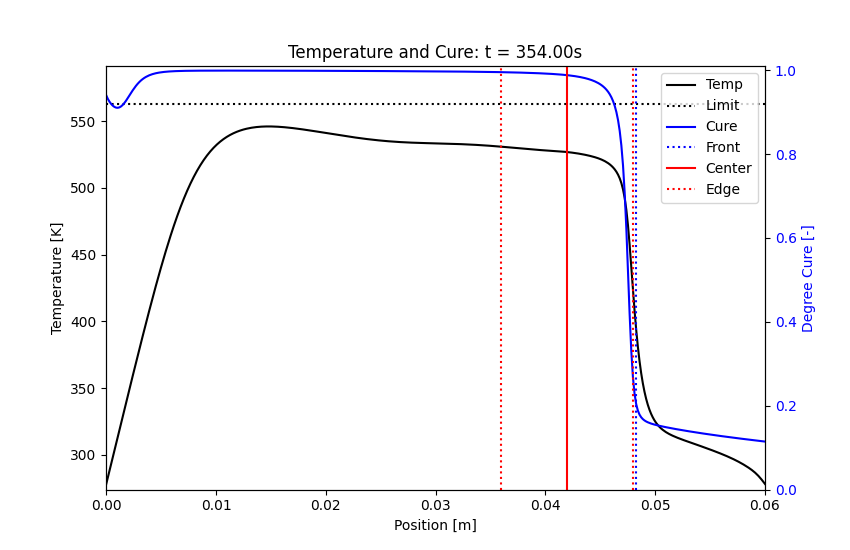 Temperature and Cure: t = 354.00s
Temperature [K]
550
500
450
400
350
300
Temp
Limit
Cure
Front
Center
Edge
1.0
0.8
0.6
0.4
0.2
0.0
Degree Cure [-]
0.00 0.01 0.02 0.03 0.04 0.05 0.06
Position [m]